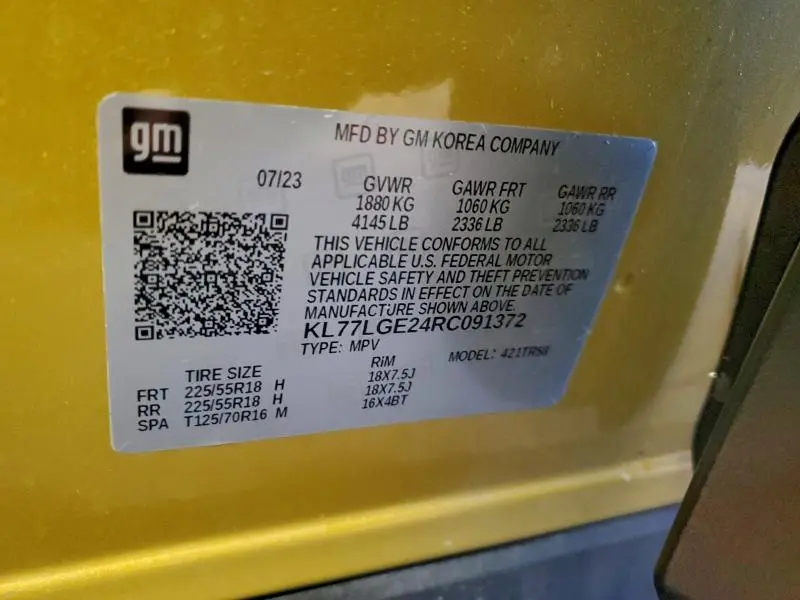 gm
MFD BY GM KOREA COMPANY
07/23 GVWR GAWR FRT GAWR RR
1880 KG 1060 KG 1060 KG
4145 LB 2336 LB 2336 LB
THIS VEHICLE CONFORMS TO ALL
APPLICABLE U.S. FEDERAL MOTOR
VEHICLE SAFETY AND THEFT PREVENTION
STANDARDS IN EFFECT ON THE DATE OF
MANUFACTURE SHOWN ABOVE.
KL77LGE24RC091372
TYPE: MPV MODEL:
TIRE SIZE RiM
FRT 225/55R18 H 18X7.5J
RR 225/55R18 H 18X7.5J
SPA T125/70R16 M 16X4BT